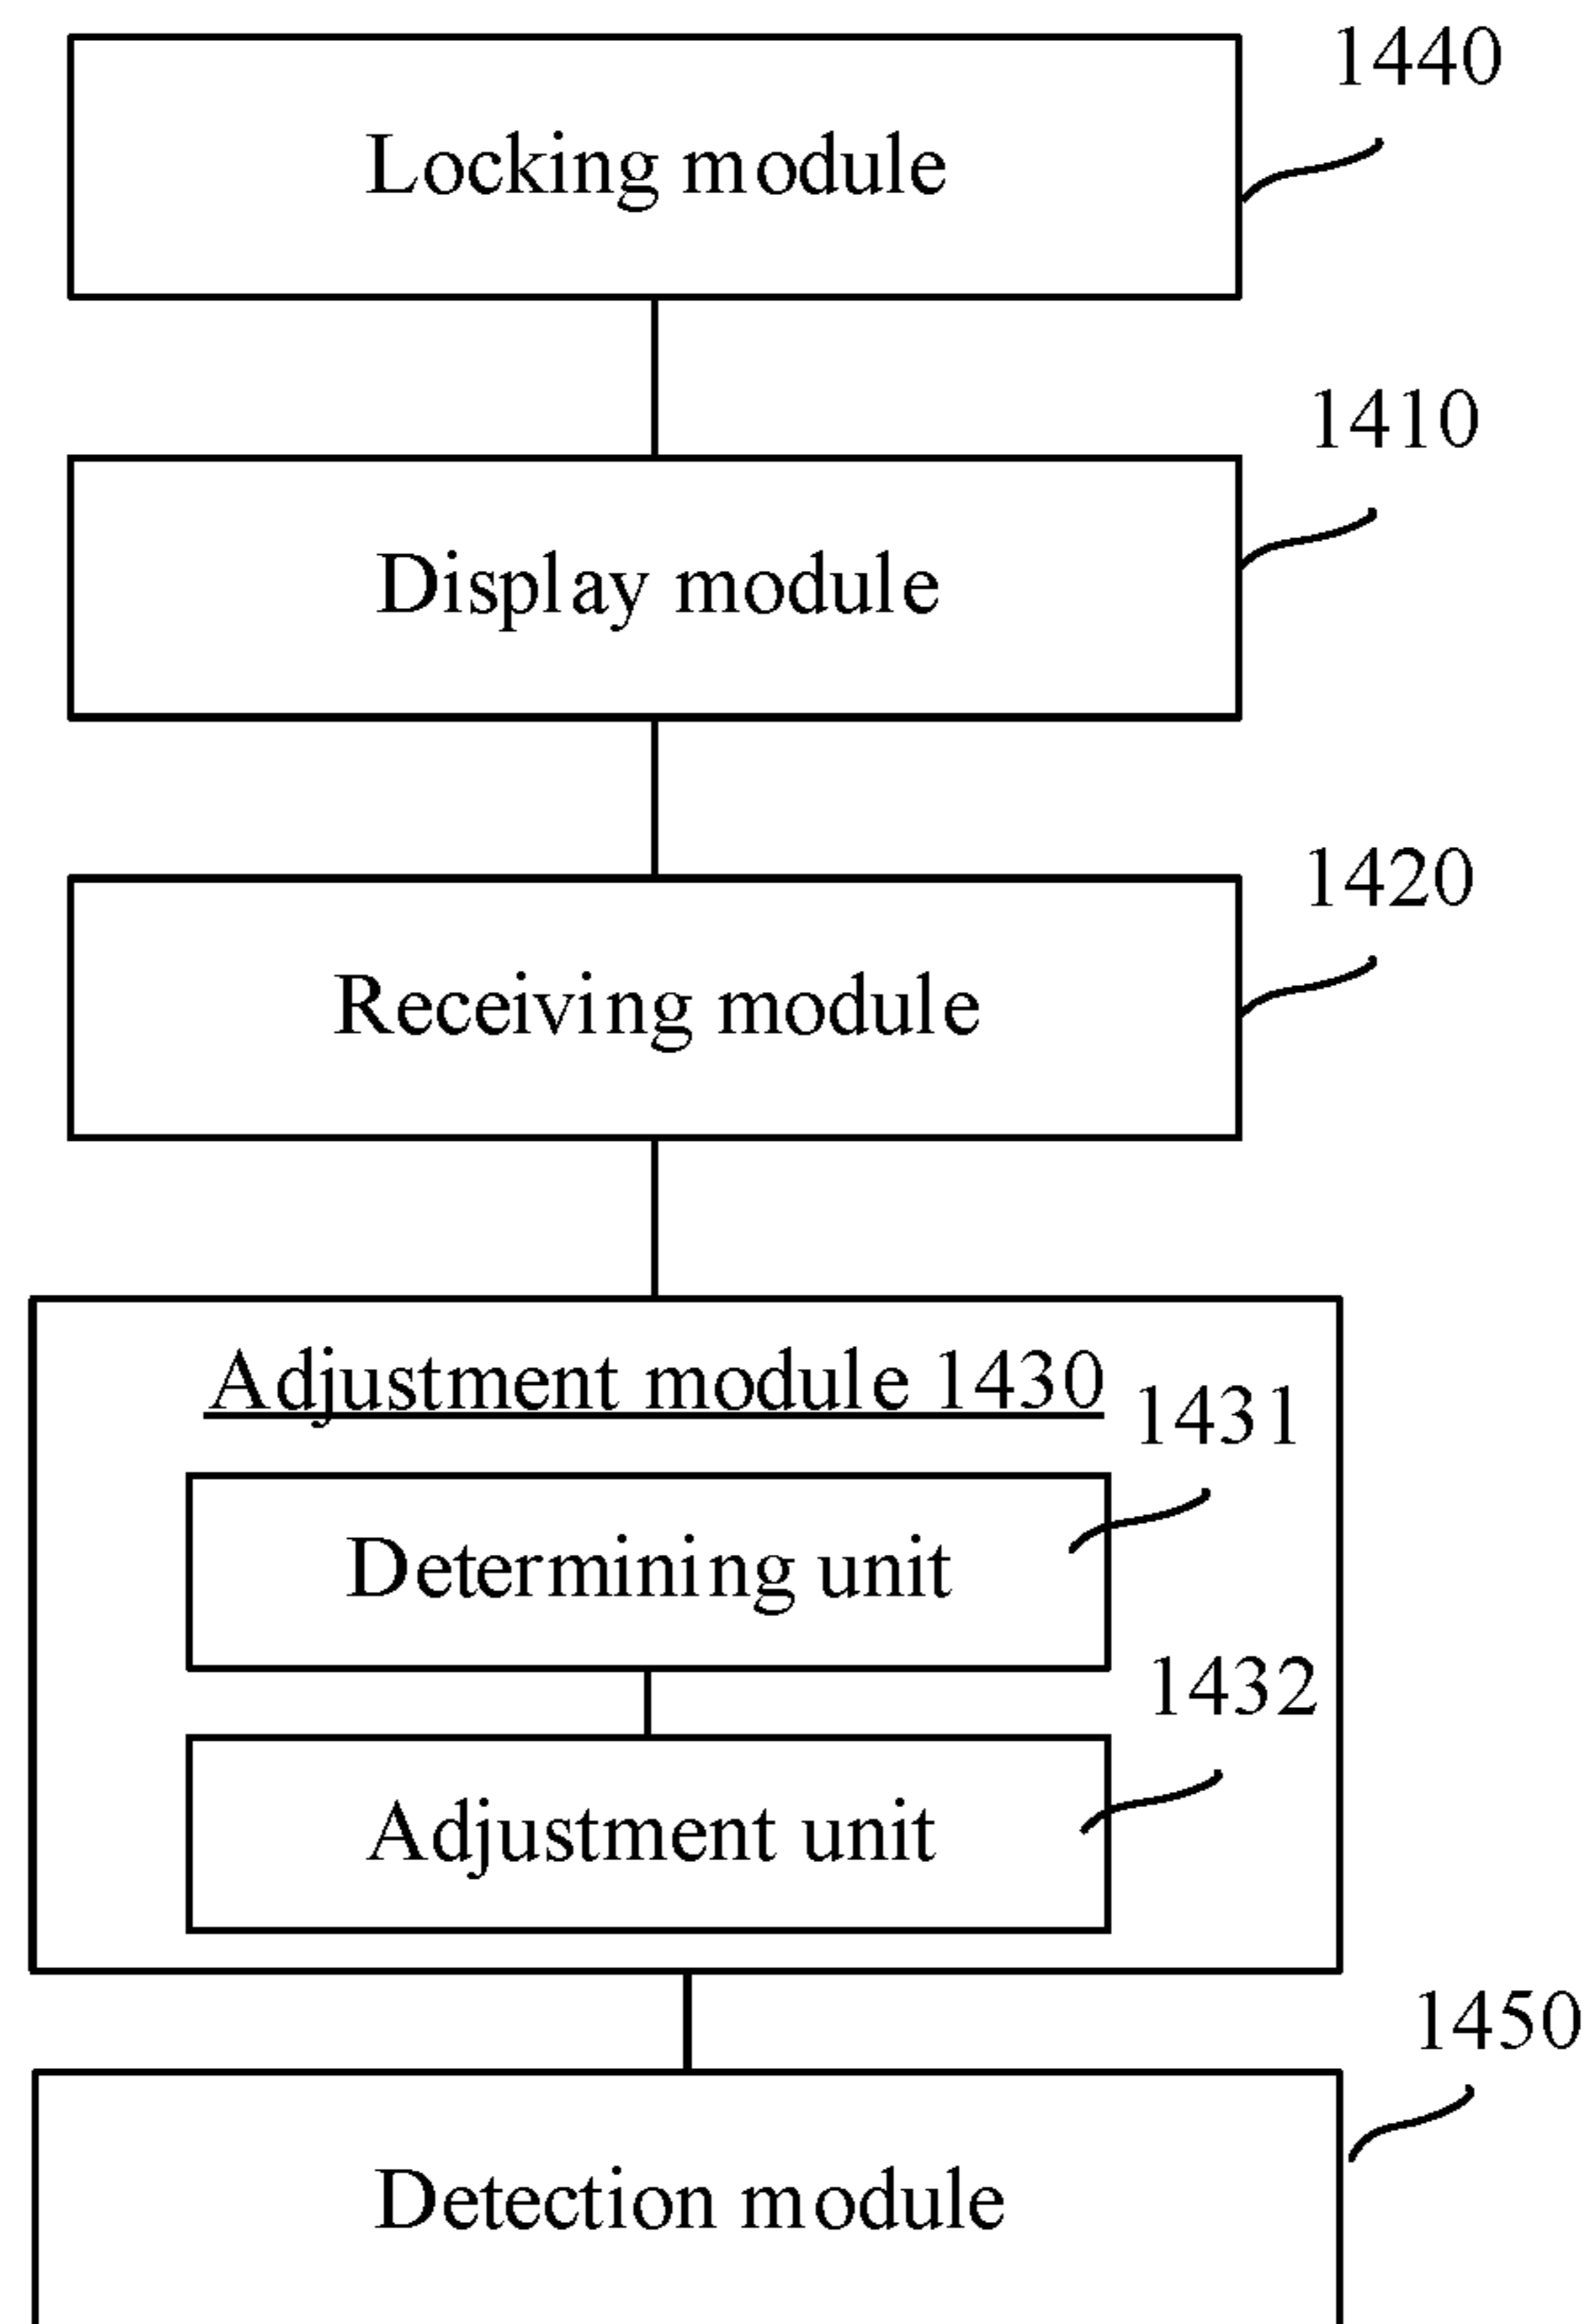 1440
Locking module
1410
Display module
1420
Receiving module
Adjustment module 1430
1431
Determining unit
1432
Adjustment unit
1450
Detection module